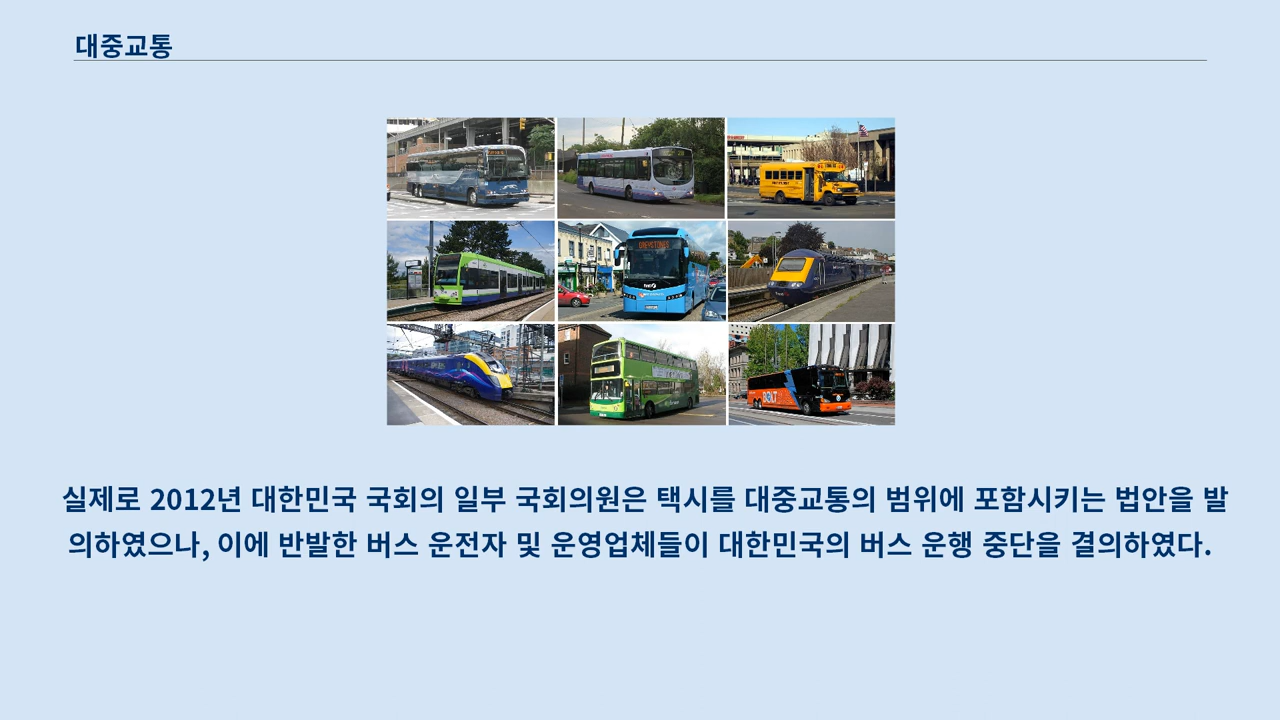 대중교통
GREYSTONES
BOLT
실제로 2012년 대한민국 국회의 일부 국회의원은 택시를 대중교통의 범위에 포함시키는 법안을 발
의하였으나, 이에 반발한 버스 운전자 및 운영업체들이 대한민국의 버스 운행 중단을 결의하였다.